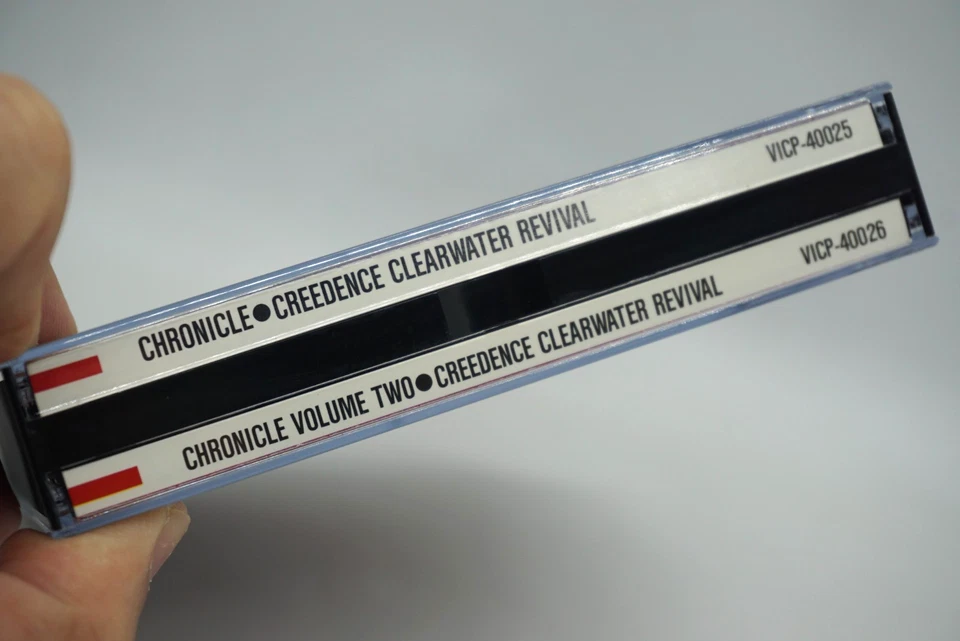 CHRONICLE●CREEDENCE CLEARWATER REVIVAL VICP-40025
CHRONICLE VOLUME TWO●CREEDENCE CLEARWATER REVIVAL VICP-40026